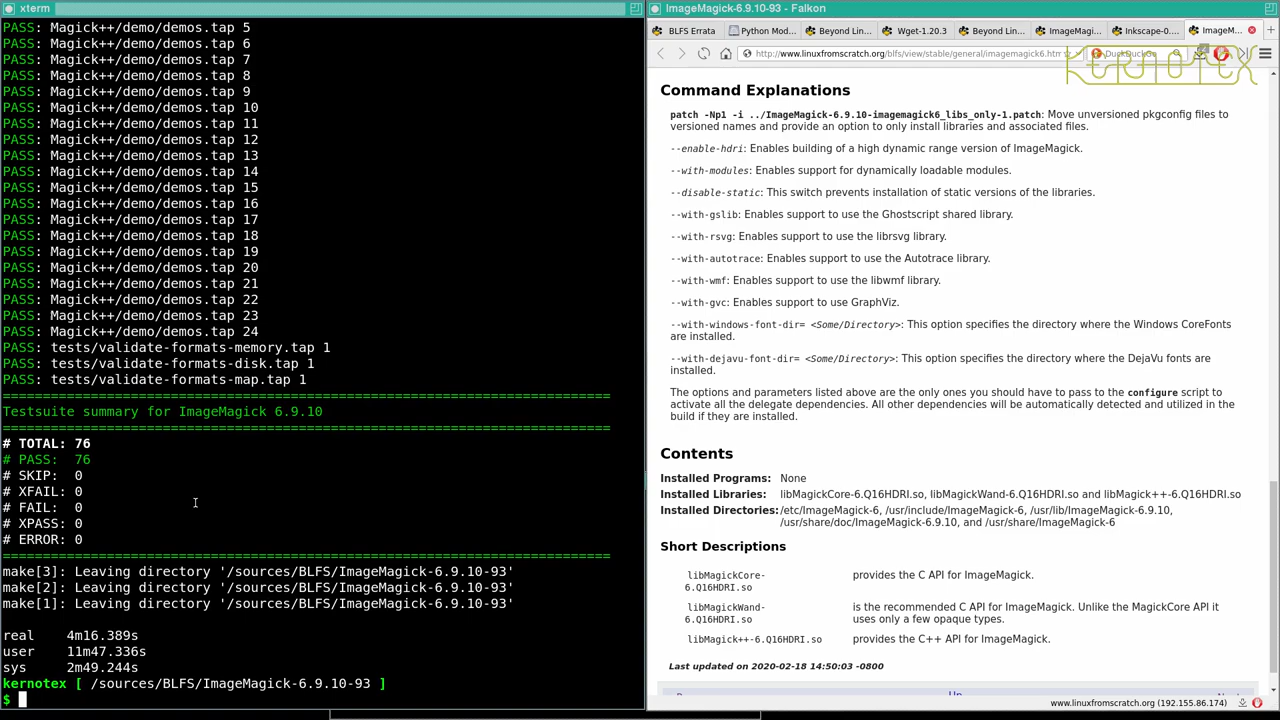 xterm
PASS: Magick++/demo/demos.tap 5
PASS: Magick++/demo/demos.tap 6
PASS: Magick++/demo/demos.tap 7
PASS: Magick++/demo/demos.tap 8
PASS: Magick++/demo/demos.tap 9
PASS: Magick++/demo/demos.tap 10
PASS: Magick++/demo/demos.tap 11
PASS: Magick++/demo/demos.tap 12
PASS: Magick++/demo/demos.tap 13
PASS: Magick++/demo/demos.tap 14
PASS: Magick++/demo/demos.tap 15
PASS: Magick++/demo/demos.tap 16
PASS: Magick++/demo/demos.tap 17
PASS: Magick++/demo/demos.tap 18
PASS: Magick++/demo/demos.tap 19
PASS: Magick++/demo/demos.tap 20
PASS: Magick++/demo/demos.tap 21
PASS: Magick++/demo/demos.tap 22
PASS: Magick++/demo/demos.tap 23
PASS: Magick++/demo/demos.tap 24
PASS: tests/validate-formats-memory.tap 1
PASS: tests/validate-formats-disk.tap 1
PASS: tests/validate-formats-map.tap 1
============================================================================
Testsuite summary for ImageMagick 6.9.10
============================================================================
# TOTAL: 76
# PASS:  76
# SKIP:  0
# XFAIL: 0
# FAIL:  0
# XPASS: 0
# ERROR: 0
============================================================================
make[3]: Leaving directory '/sources/BLFS/ImageMagick-6.9.10-93'
make[2]: Leaving directory '/sources/BLFS/ImageMagick-6.9.10-93'
make[1]: Leaving directory '/sources/BLFS/ImageMagick-6.9.10-93'
real    4m16.389s
user    11m47.336s
sys     2m49.244s
kernotex [ /sources/BLFS/ImageMagick-6.9.10-93 ]
$
ImageMagick-6.9.10-93 - Falkon
BLFS Errata Python Mod... Beyond Lin... Wget-1.20.3 Beyond Lin... ImageMagi... Inkscape-0.... ImageM...
http://www.linuxfromscratch.org/blfs/view/stable/general/imagemagick6.htm DuckDuckGo
KERNOTEX
Command Explanations
patch -Np1 -i ../ImageMagick-6.9.10-imagemagick6_libs_only-1.patch: Move unversioned pkgconfig files to
versioned names and provide an option to only install libraries and associated files.
--enable-hdri: Enables building of a high dynamic range version of ImageMagick.
--with-modules: Enables support for dynamically loadable modules.
--disable-static: This switch prevents installation of static versions of the libraries.
--with-gslib: Enables support to use the Ghostscript shared library.
--with-rsvg: Enables support to use the librsvg library.
--with-autotrace: Enables support to use the Autotrace library.
--with-wmf: Enables support to use the libwmf library.
--with-gvc: Enables support to use GraphViz.
--with-windows-font-dir= <Some/Directory>: This option specifies the directory where the Windows CoreFonts
are installed.
--with-dejavu-font-dir= <Some/Directory>: This option specifies the directory where the DejaVu fonts are
installed.
The options and parameters listed above are the only ones you should have to pass to the configure script to
activate all the delegate dependencies. All other dependencies will be automatically detected and utilized in the
build if they are installed.
Contents
Installed Programs: None
Installed Libraries: libMagickCore-6.Q16HDRI.so, libMagickWand-6.Q16HDRI.so and libMagick++-6.Q16HDRI.so
Installed Directories: /etc/ImageMagick-6, /usr/include/ImageMagick-6, /usr/lib/ImageMagick-6.9.10,
/usr/share/doc/ImageMagick-6.9.10, and /usr/share/ImageMagick-6
Short Descriptions
libMagickCore- provides the C API for ImageMagick.
6.Q16HDRI.so
libMagickWand- is the recommended C API for ImageMagick. Unlike the MagickCore API it
6.Q16HDRI.so uses only a few opaque types.
libMagick++-6.Q16HDRI.so provides the C++ API for ImageMagick.
Last updated on 2020-02-18 14:50:03 -0800
Up
www.linuxfromscratch.org (192.155.86.174)